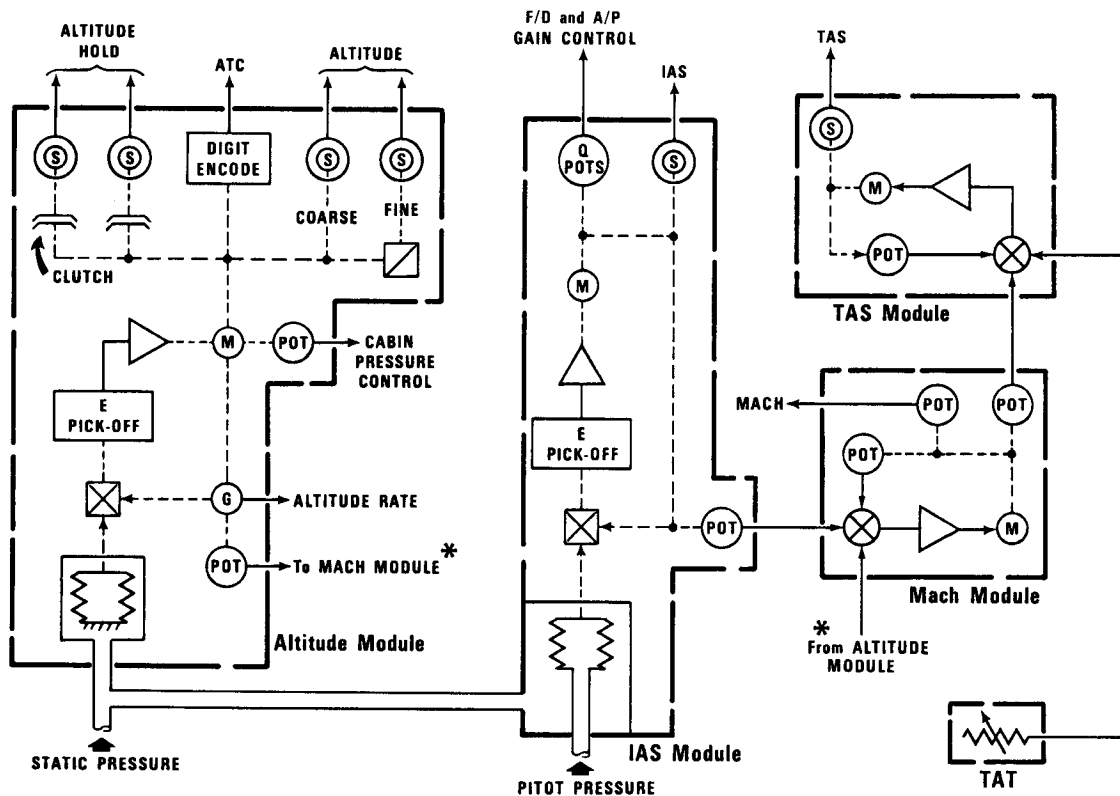 F/D and A/P
GAIN CONTROL
TAS
ALTITUDE
HOLD
ATC
ALTITUDE
IAS
S
S
DIGIT
ENCODE
S
S
Q
POTS
S
S
M
COARSE
FINE
CLUTCH
POT
M
TAS Module
M
POT
CABIN
PRESSURE
CONTROL
E
PICK-OFF
MACH
POT
POT
E
PICK-OFF
POT
G
ALTITUDE RATE
POT
M
POT
To MACH MODULE*
Mach Module
Altitude Module
*
From ALTITUDE
MODULE
STATIC PRESSURE
IAS Module
PITOT PRESSURE
TAT